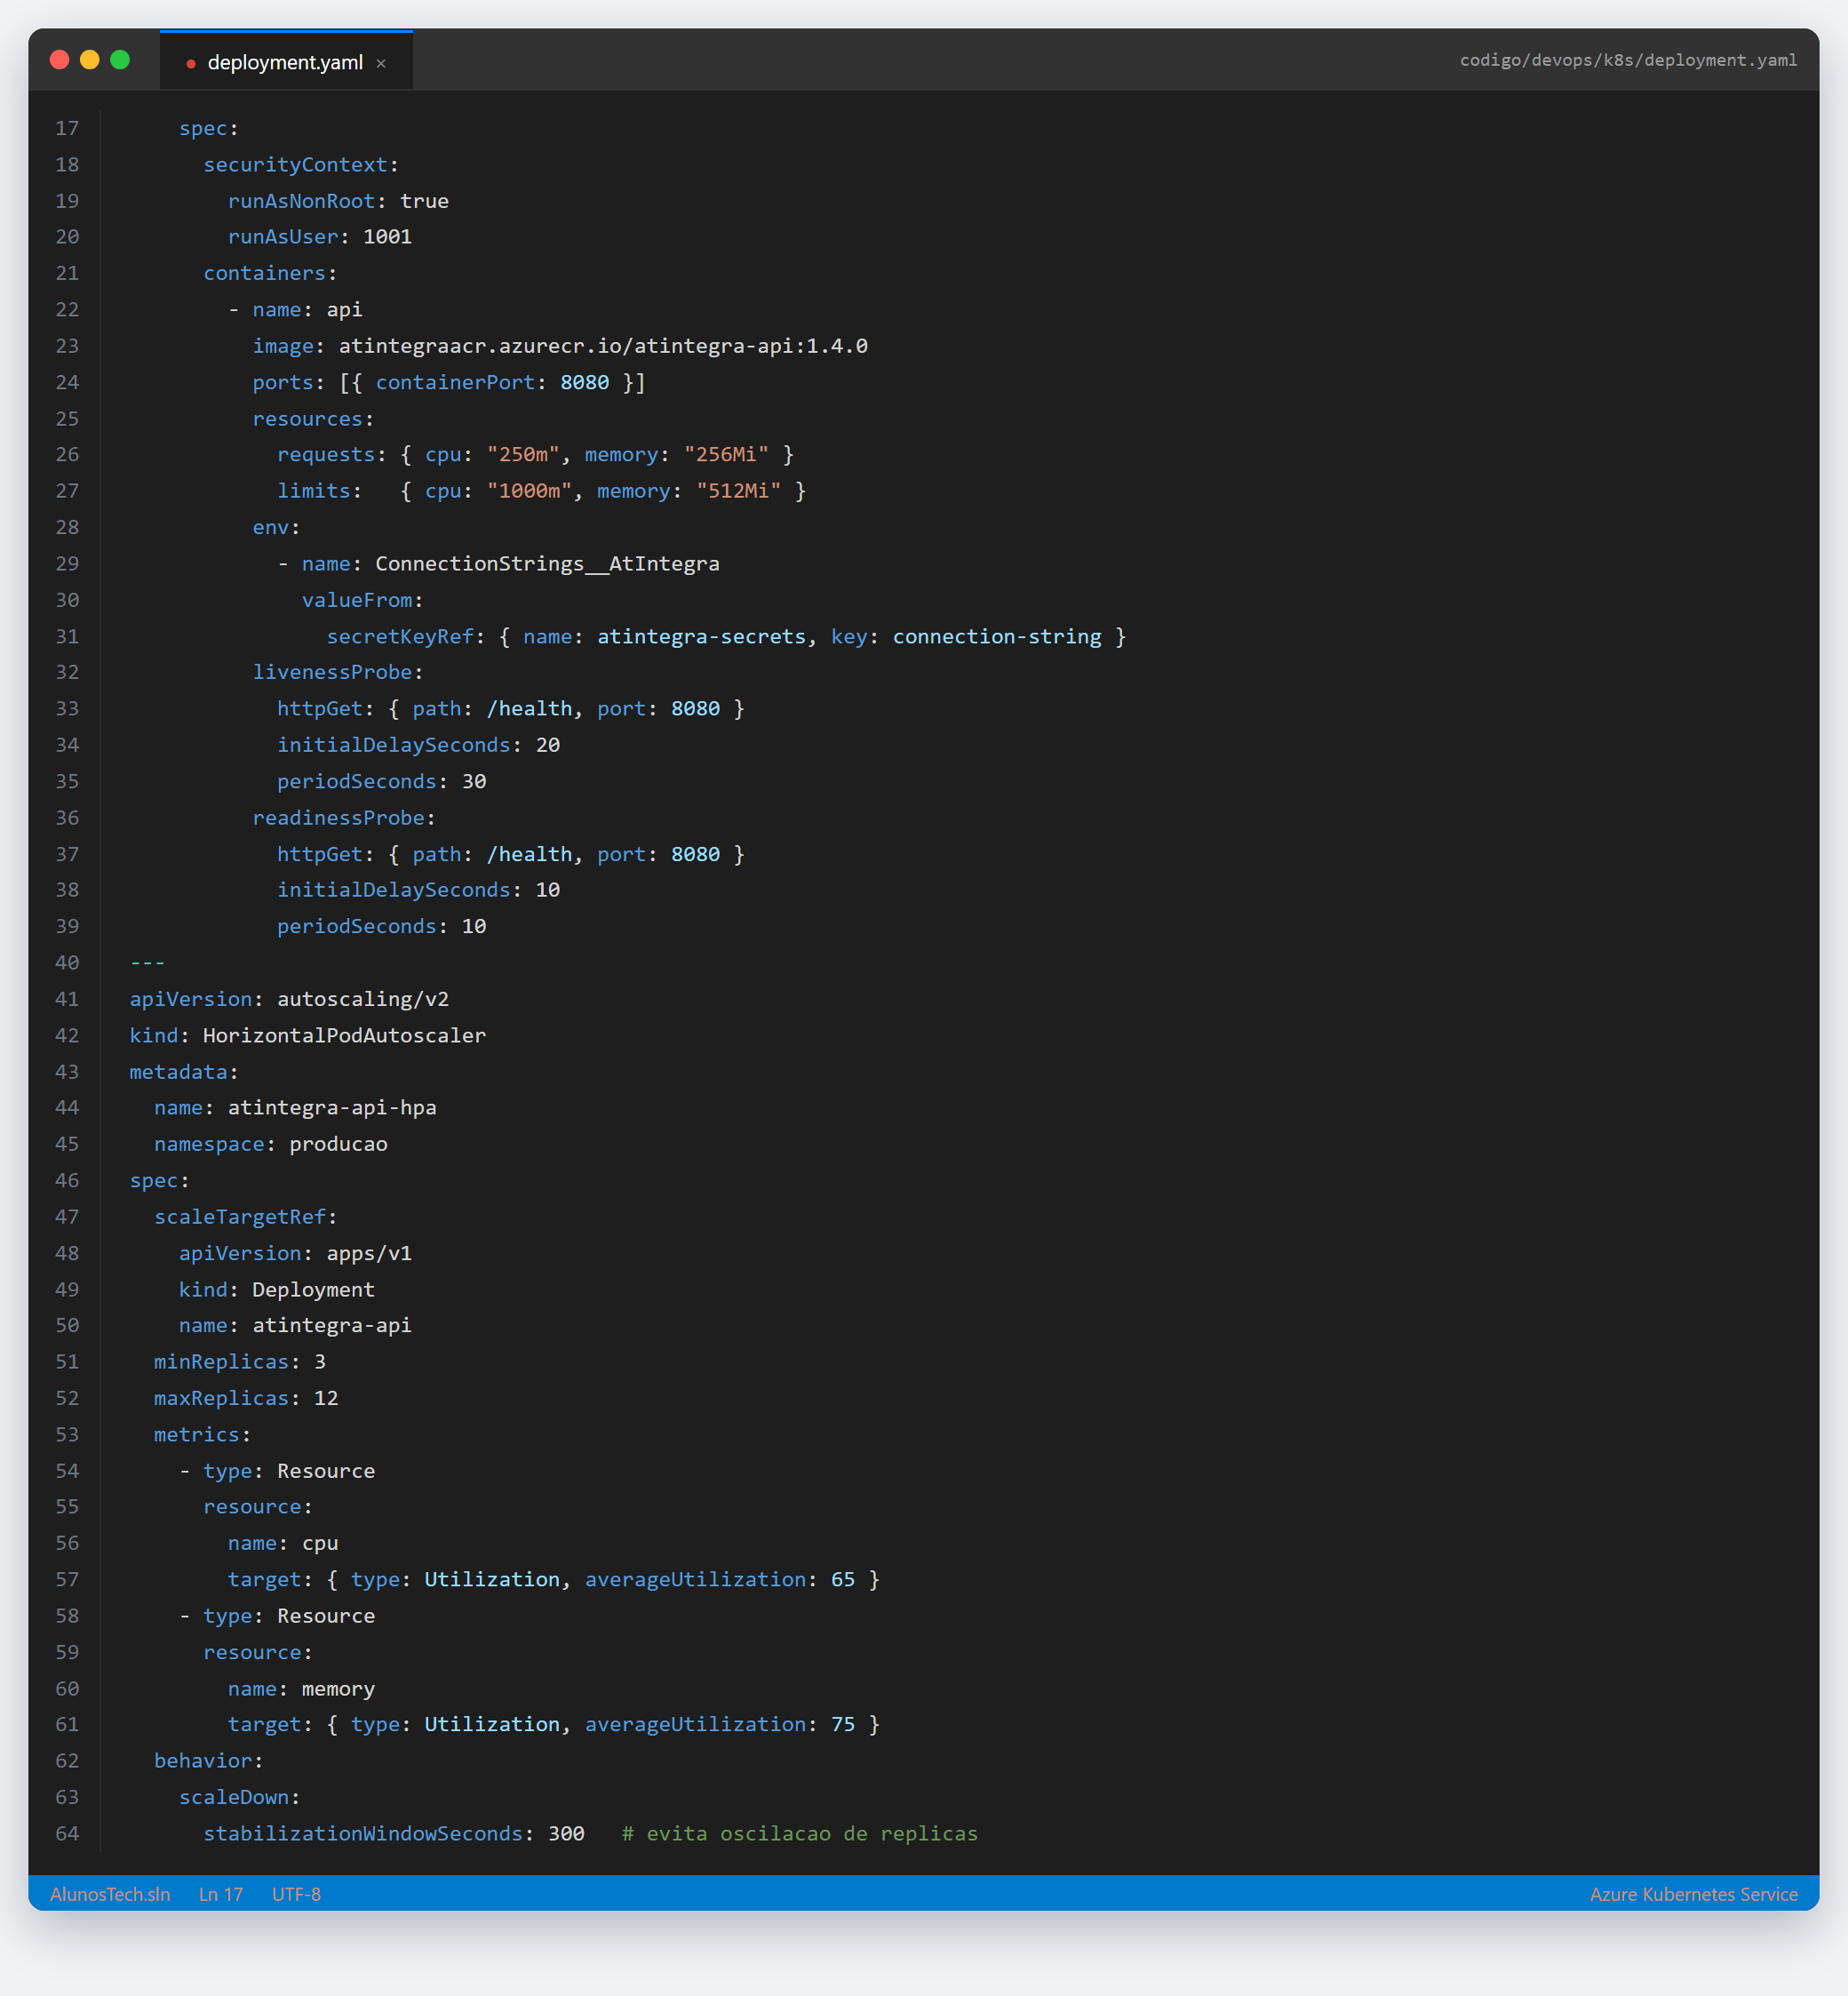 deployment.yaml ×
codigo/devops/k8s/deployment.yaml
17     spec:
18       securityContext:
19         runAsNonRoot: true
20         runAsUser: 1001
21       containers:
22         - name: api
23           image: atintegraacr.azurecr.io/atintegra-api:1.4.0
24           ports: [{ containerPort: 8080 }]
25           resources:
26             requests: { cpu: "250m", memory: "256Mi" }
27             limits:   { cpu: "1000m", memory: "512Mi" }
28           env:
29             - name: ConnectionStrings__AtIntegra
30               valueFrom:
31                 secretKeyRef: { name: atintegra-secrets, key: connection-string }
32           livenessProbe:
33             httpGet: { path: /health, port: 8080 }
34             initialDelaySeconds: 20
35             periodSeconds: 30
36           readinessProbe:
37             httpGet: { path: /health, port: 8080 }
38             initialDelaySeconds: 10
39             periodSeconds: 10
40 ---
41 apiVersion: autoscaling/v2
42 kind: HorizontalPodAutoscaler
43 metadata:
44   name: atintegra-api-hpa
45   namespace: producao
46 spec:
47   scaleTargetRef:
48     apiVersion: apps/v1
49     kind: Deployment
50     name: atintegra-api
51   minReplicas: 3
52   maxReplicas: 12
53   metrics:
54     - type: Resource
55       resource:
56         name: cpu
57         target: { type: Utilization, averageUtilization: 65 }
58     - type: Resource
59       resource:
60         name: memory
61         target: { type: Utilization, averageUtilization: 75 }
62   behavior:
63     scaleDown:
64       stabilizationWindowSeconds: 300   # evita oscilacao de replicas
AlunosTech.sln   Ln 17   UTF-8   Azure Kubernetes Service